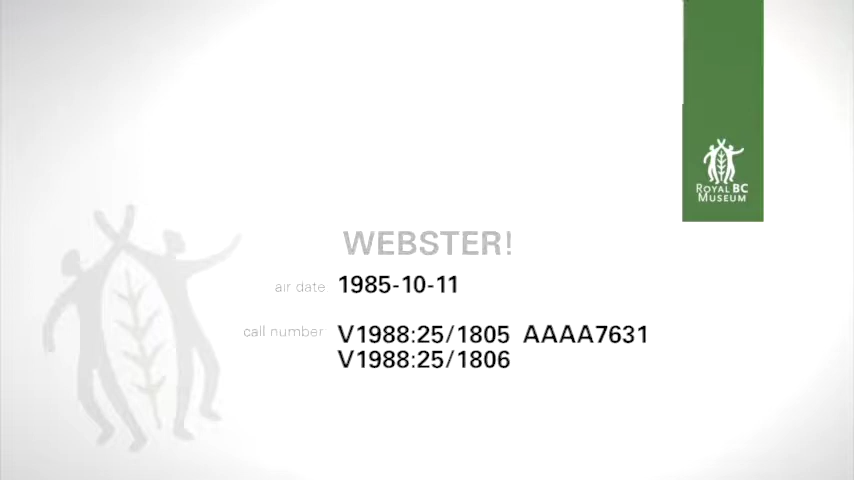 ROYAL BC
MUSEUM
WEBSTER!
air date 1985-10-11
call number V1988:25/1805 AAAA7631
V1988:25/1806